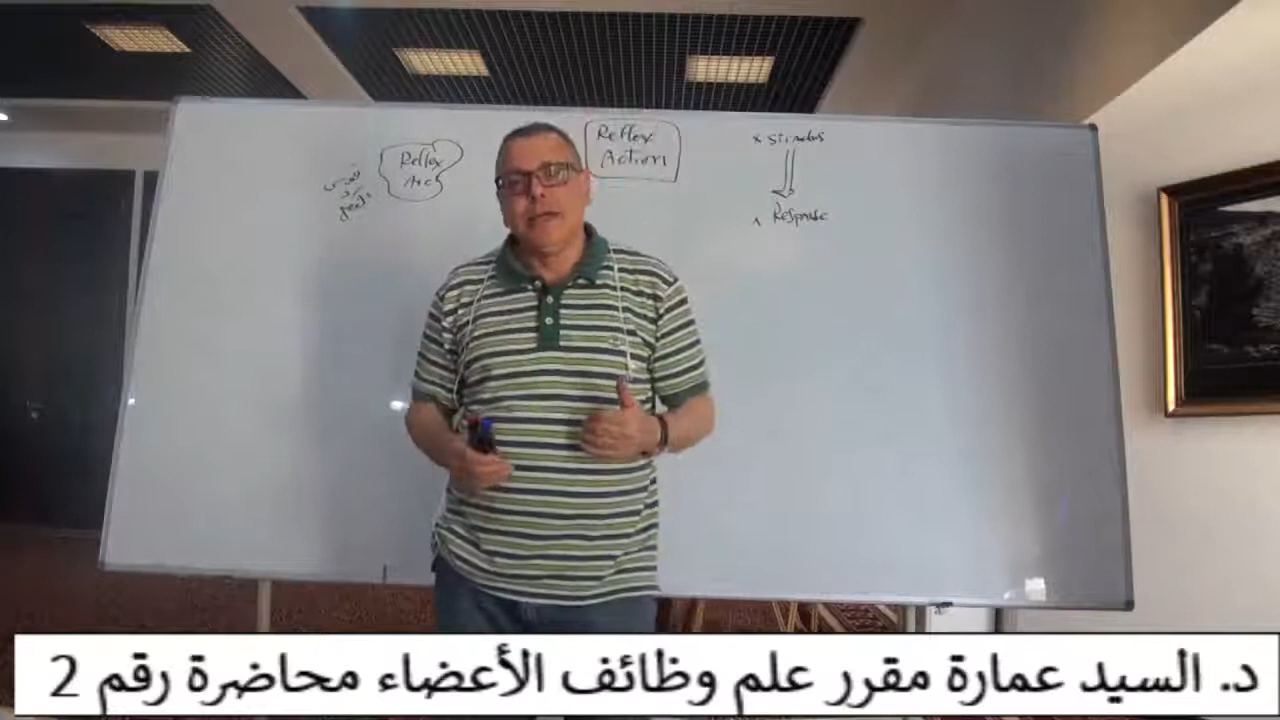 Reflex
Arc
Reflex
Action
x Stimulus
Response
د. السيد عمارة مقرر علم وظائف الأعضاء محاضرة رقم 2